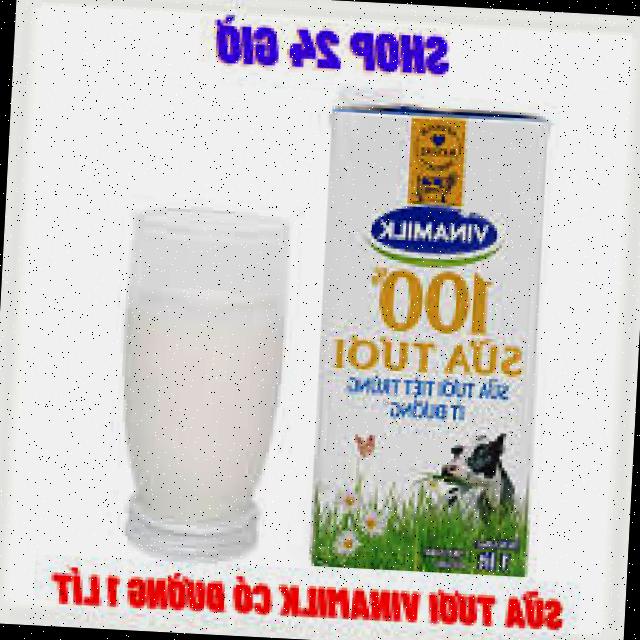 SHOP 24 GIỜ
VINAMILK
100%
SỮA TƯƠI
SỮA TƯƠI TIỆT TRÙNG
ÍT ĐƯỜNG
1 lít
SỮA TƯƠI VINAMILK CÓ ĐƯỜNG 1 LÍT